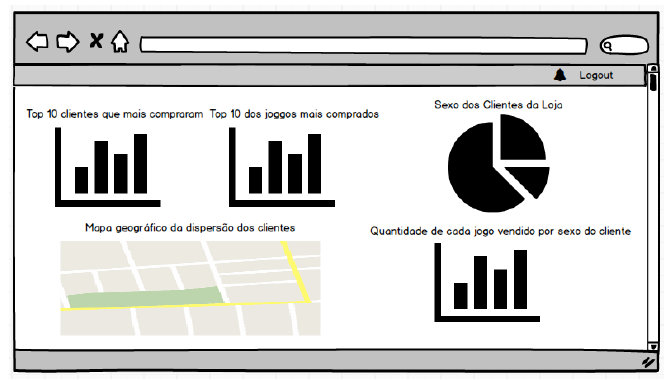 Logout
Top 10 clientes que mais compraram
Top 10 dos joggos mais comprados
Sexo dos Clientes da Loja
Mapa geográfico da dispersão dos clientes
Quantidade de cada jogo vendido por sexo do cliente